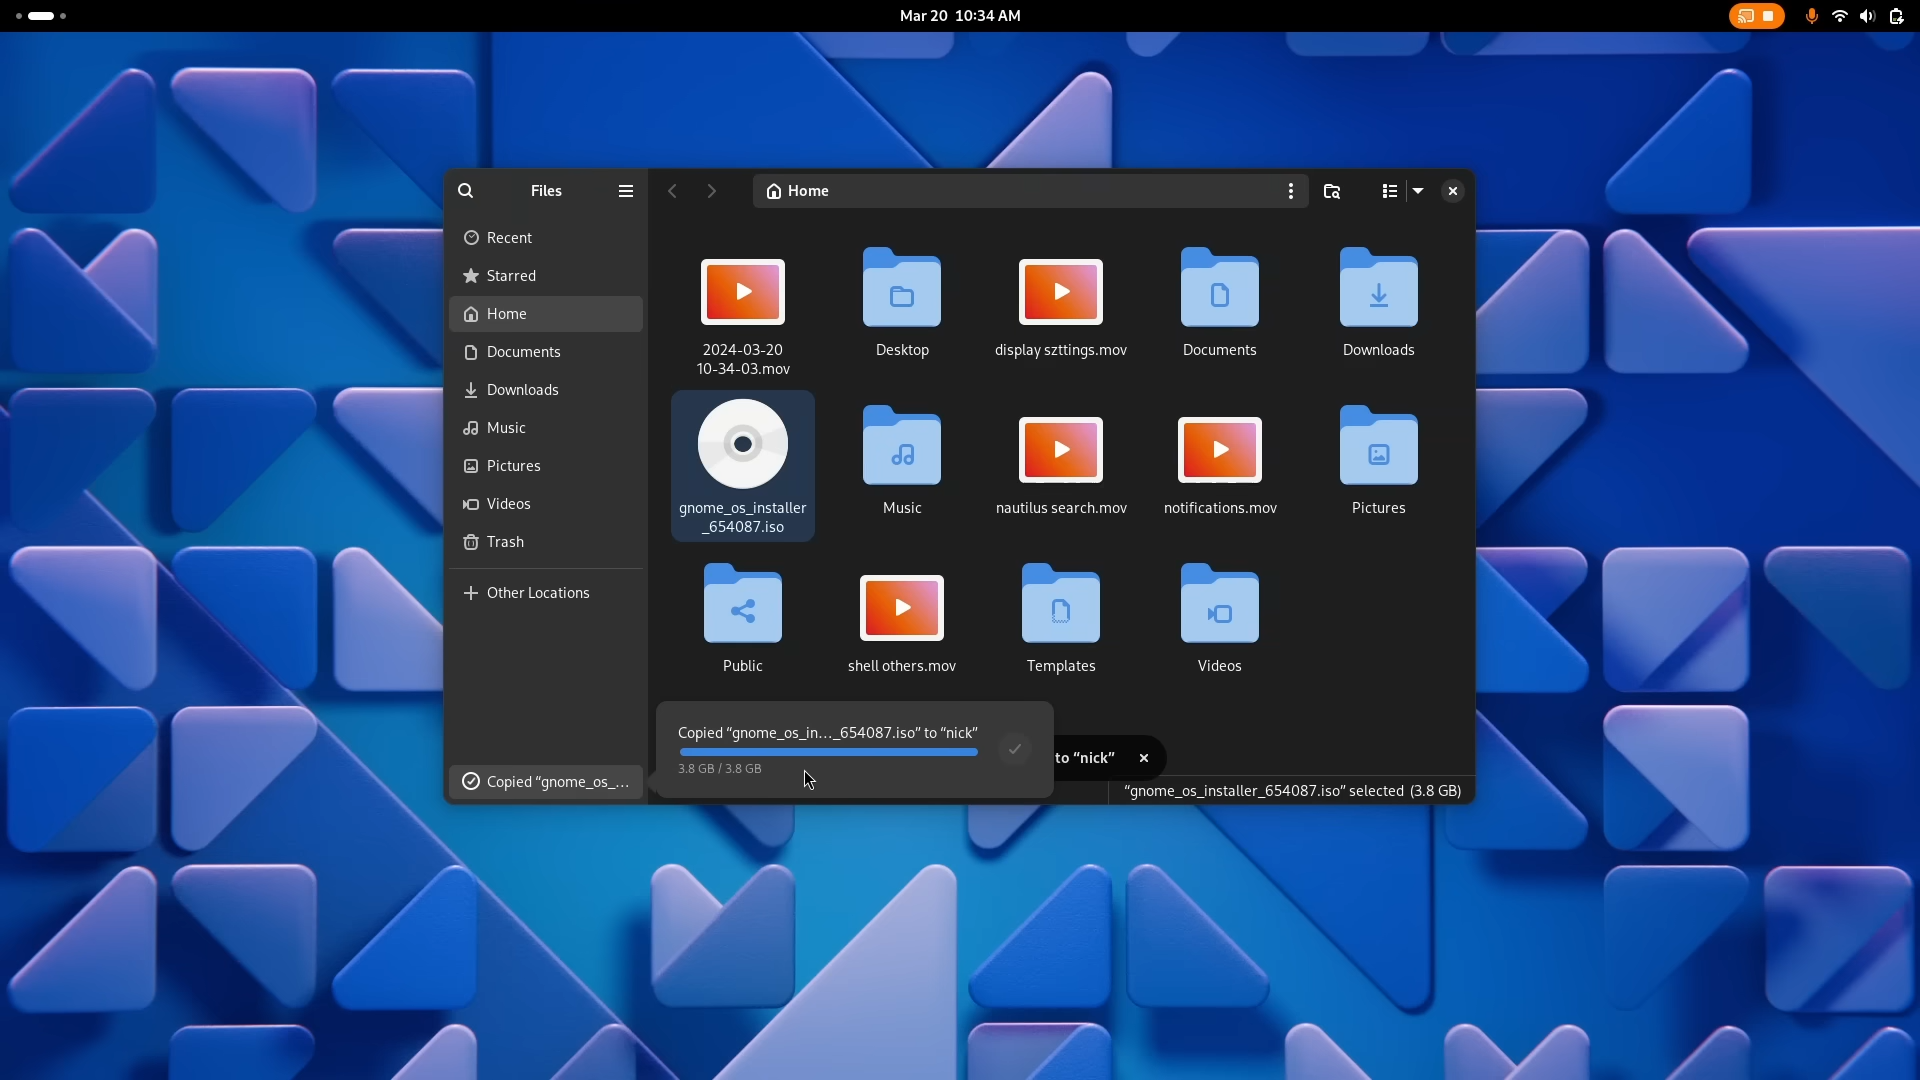 Mar 20 10:34 AM
Files
Home
Recent
Starred
Home
Documents
Downloads
Music
Pictures
Videos
Trash
Other Locations
2024-03-20
10-34-03.mov
Desktop
display szttings.mov
Documents
Downloads
gnome_os_installer
_654087.iso
Music
nautilus search.mov
notifications.mov
Pictures
Public
shell others.mov
Templates
Videos
Copied “gnome_os_in…_654087.iso” to “nick”
3.8 GB / 3.8 GB
to “nick”
Copied “gnome_os_…
“gnome_os_installer_654087.iso” selected (3.8 GB)